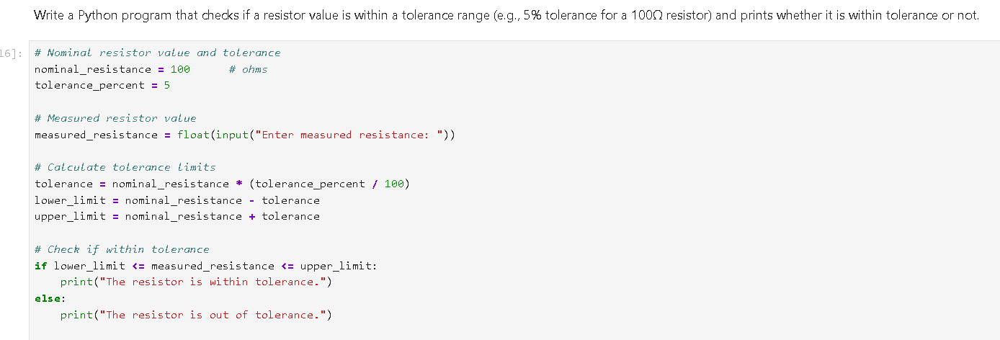 Write a Python program that checks if a resistor value is within a tolerance range (e.g., 5% tolerance for a 100Ω resistor) and prints whether it is within tolerance or not.
16]:
# Nominal resistor value and tolerance
nominal_resistance = 100      # ohms
tolerance_percent = 5
# Measured resistor value
measured_resistance = float(input("Enter measured resistance: "))
# Calculate tolerance limits
tolerance = nominal_resistance * (tolerance_percent / 100)
lower_limit = nominal_resistance - tolerance
upper_limit = nominal_resistance + tolerance
# Check if within tolerance
if lower_limit <= measured_resistance <= upper_limit:
    print("The resistor is within tolerance.")
else:
    print("The resistor is out of tolerance.")